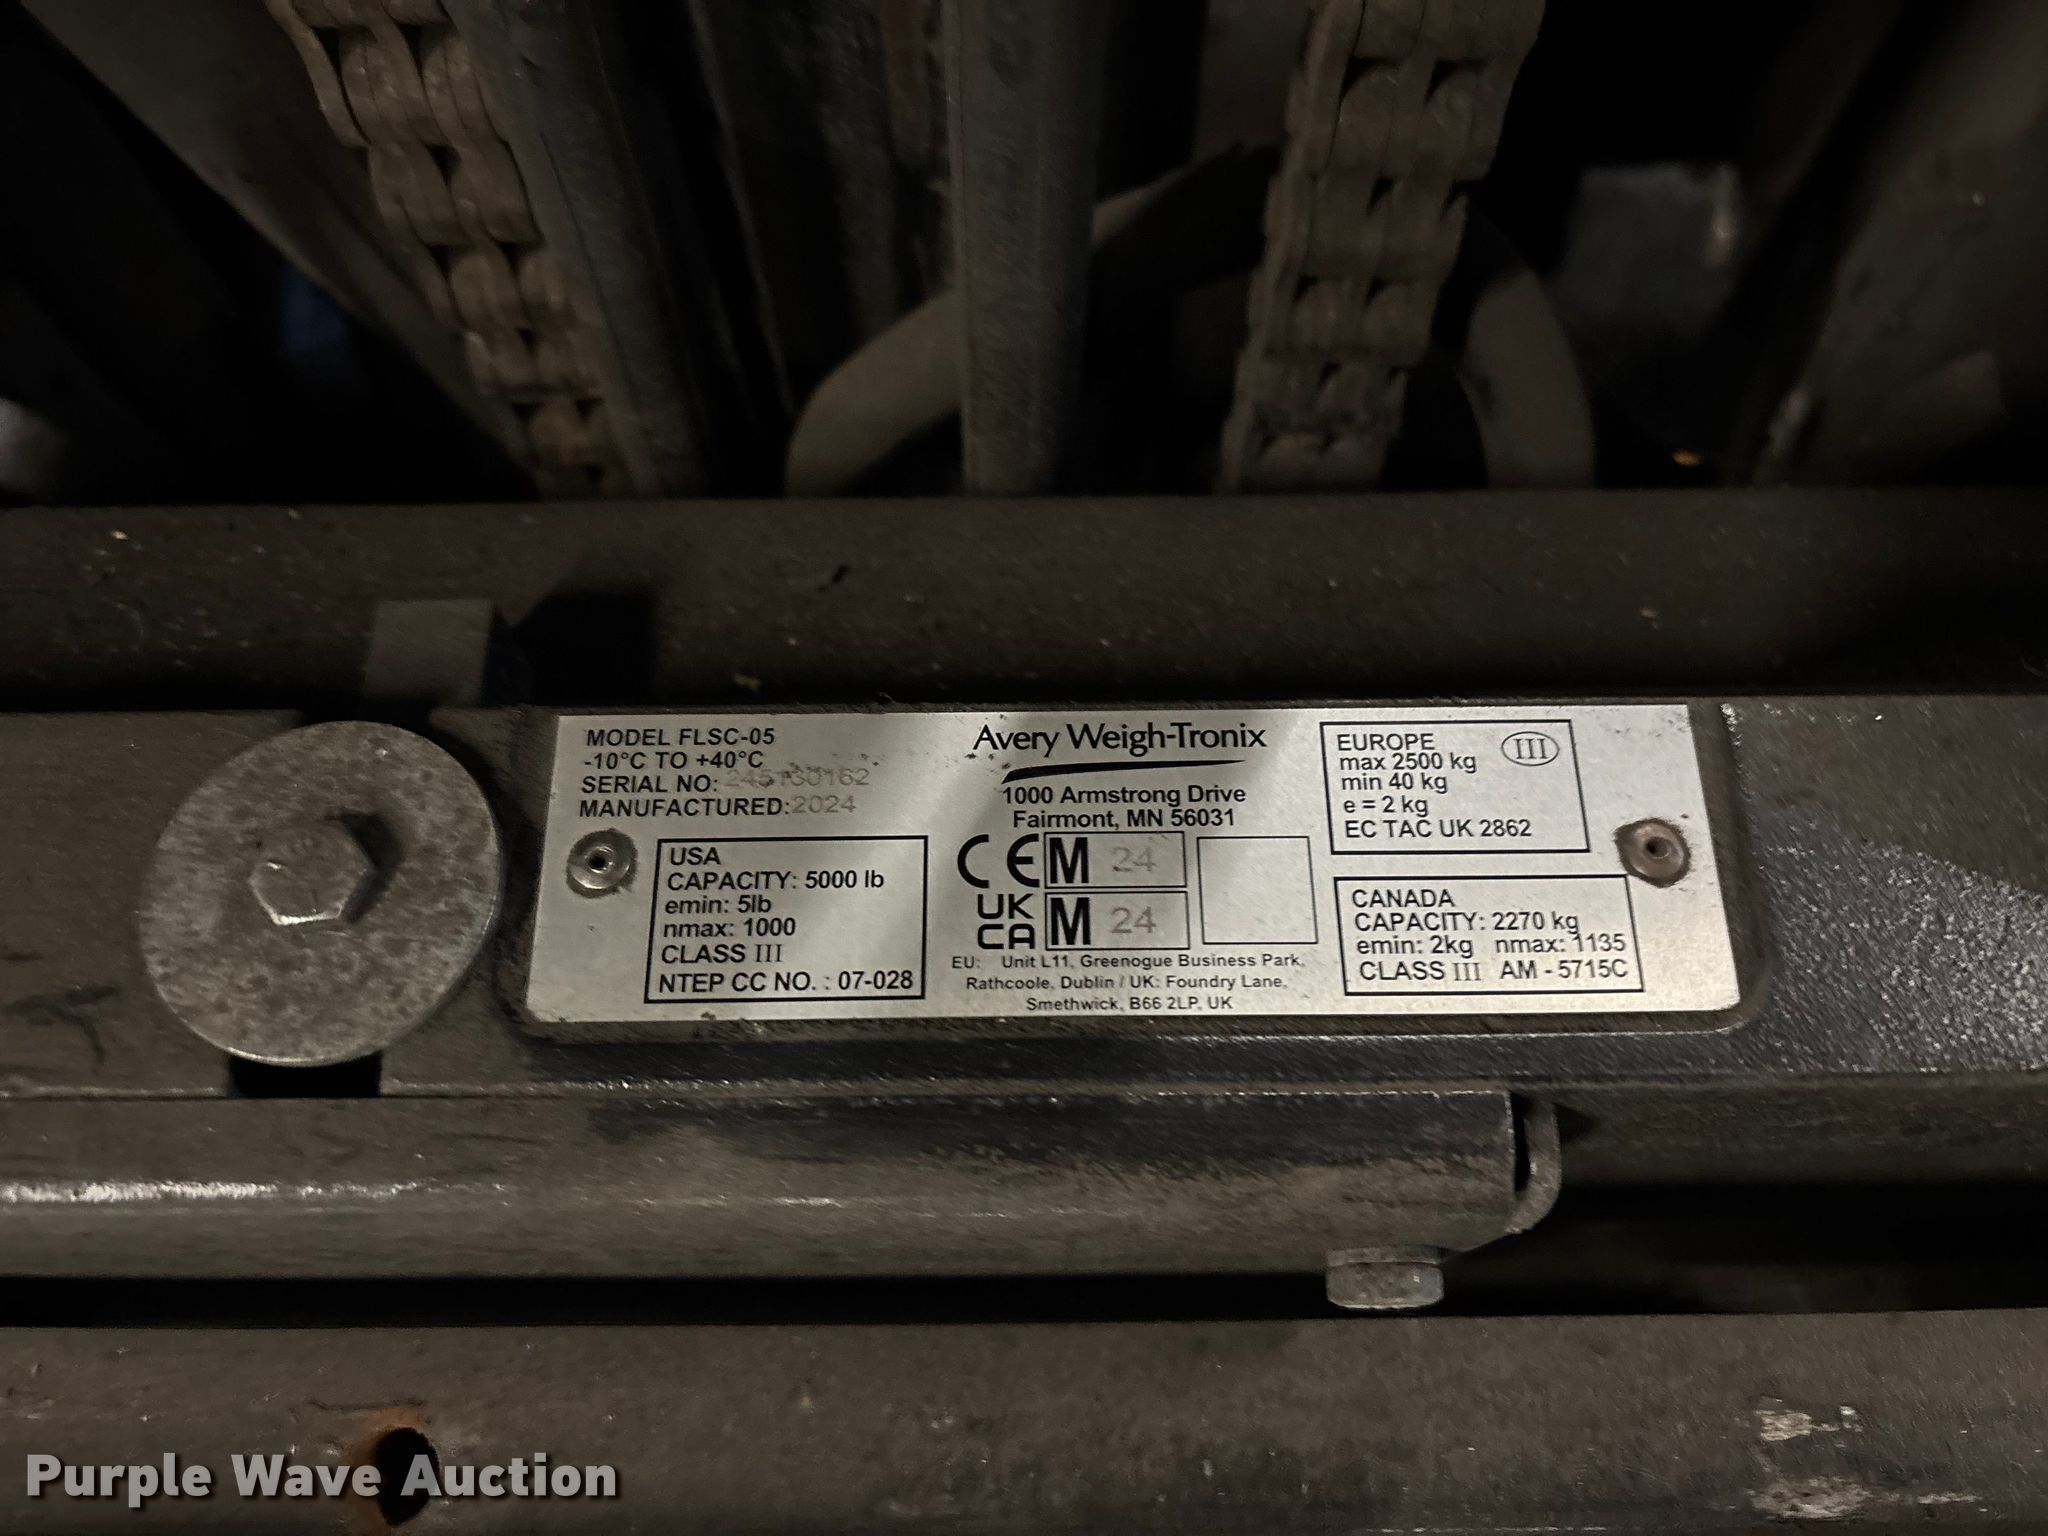 MODEL FLSC-05
-10°C TO +40°C
SERIAL NO: 245130162
MANUFACTURED: 2024
USA
CAPACITY: 5000 lb
emin: 5lb
nmax: 1000
CLASS III
NTEP CC NO. : 07-028
Avery Weigh-Tronix
1000 Armstrong Drive
Fairmont, MN 56031
CE M 24
UK
CA M 24
EU: Unit L11, Greenogue Business Park,
Rathcoole, Dublin / UK: Foundry Lane,
Smethwick, B66 2LP, UK
EUROPE III
max 2500 kg
min 40 kg
e = 2 kg
EC TAC UK 2862
CANADA
CAPACITY: 2270 kg
emin: 2kg nmax: 1135
CLASS III AM - 5715C
Purple Wave Auction